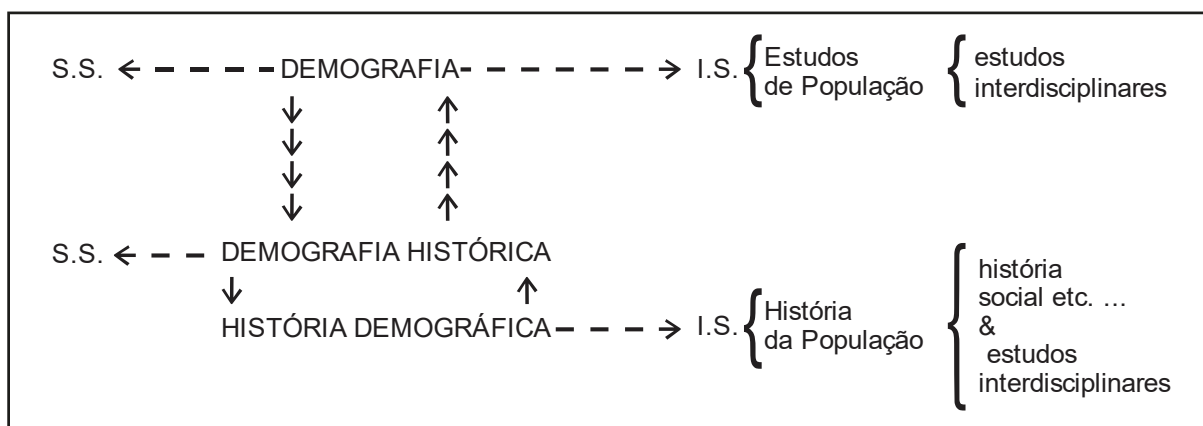 S.S. DEMOGRAFIA I.S. Estudos de População estudos interdisciplinares
S.S. DEMOGRAFIA HISTÓRICA
HISTÓRIA DEMOGRÁFICA I.S. História da População
história
social etc. ...
&
estudos
interdisciplinares